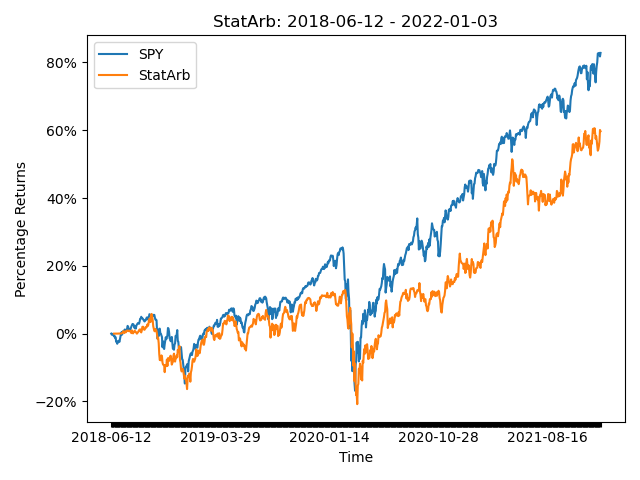 StatArb: 2018-06-12 - 2022-01-03
SPY
StatArb
80%
60%
40%
20%
0%
−20%
Percentage Returns
2018-06-12 2019-03-29 2020-01-14 2020-10-28 2021-08-16
Time